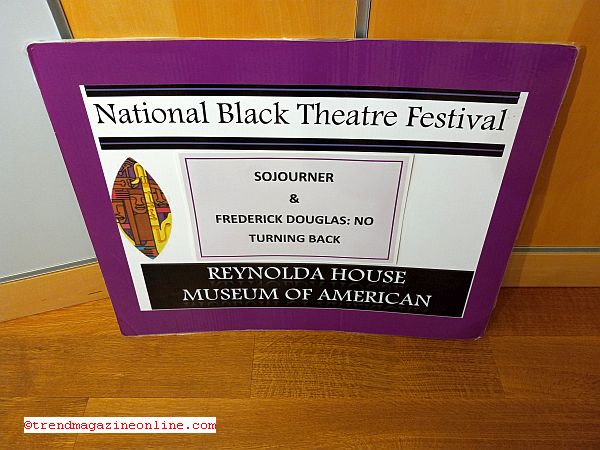 National Black Theatre Festival
SOJOURNER
&
FREDERICK DOUGLAS: NO
TURNING BACK
REYNOLDA HOUSE
MUSEUM OF AMERICAN
©trendmagazineonline.com